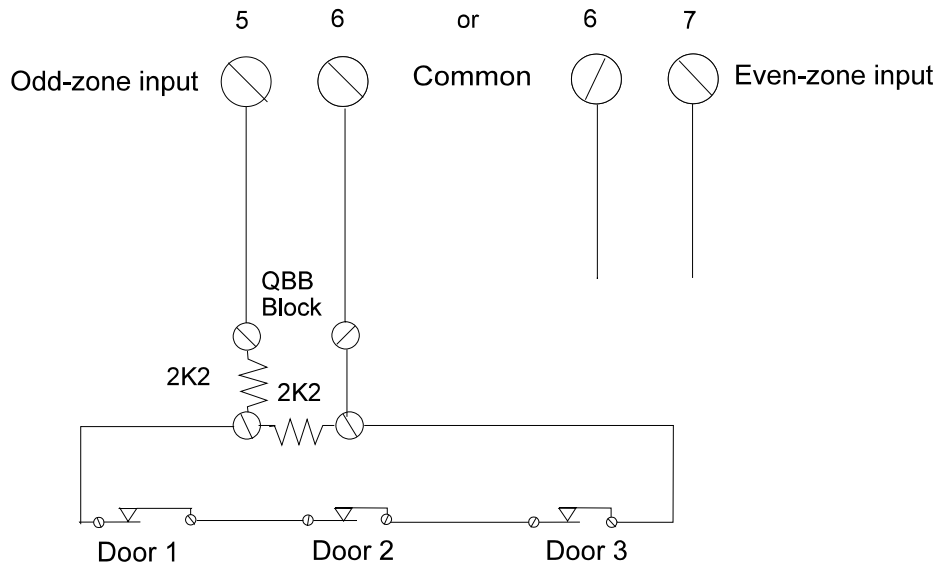 5 6 or 6 7
Odd-zone input Common Even-zone input
QBB
Block
2K2 2K2
Door 1 Door 2 Door 3